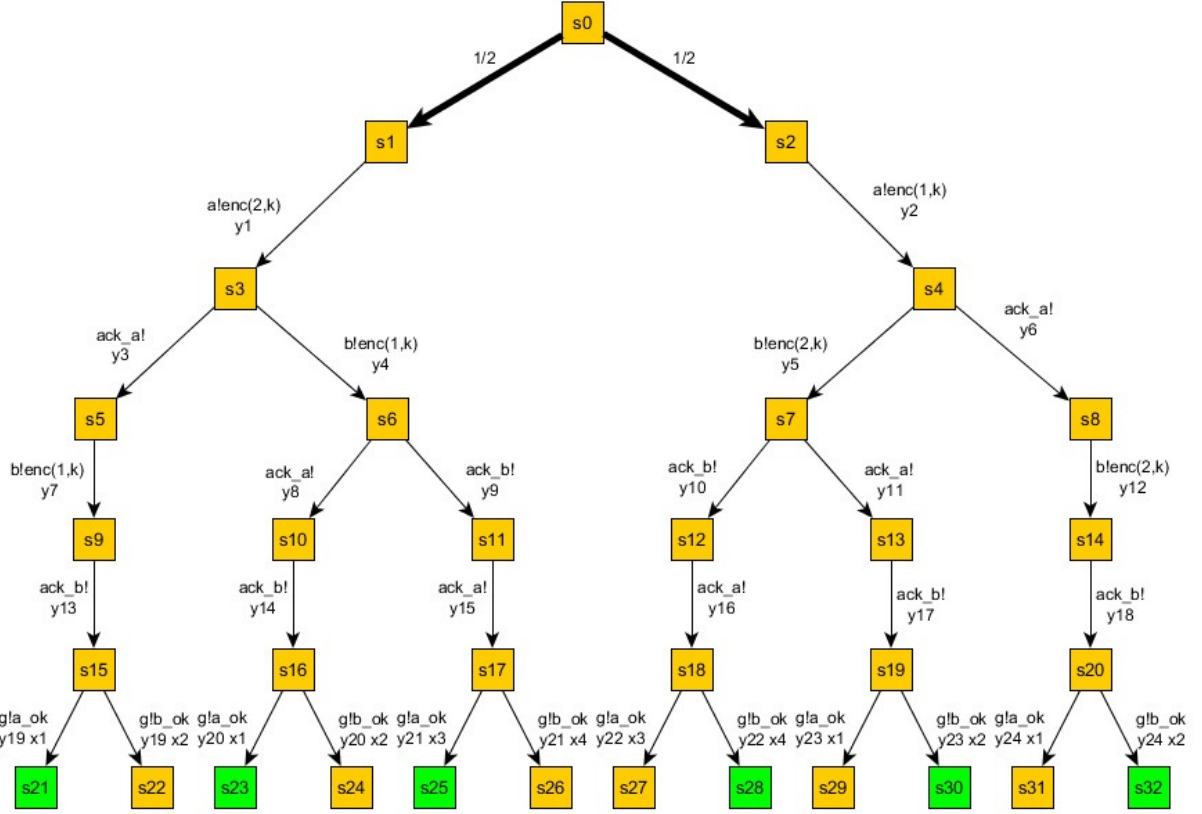 s0
1/2
1/2
s1
s2
a!enc(2,k)
y1
a!enc(1,k)
y2
s3
s4
ack_a!
y3
b!enc(1,k)
y4
b!enc(2,k)
y5
ack_a!
y6
s5
s6
s7
s8
b!enc(1,k)
y7
ack_a!
y8
ack_b!
y9
ack_b!
y10
ack_a!
y11
b!enc(2,k)
y12
s9
s10
s11
s12
s13
s14
ack_b!
y13
ack_b!
y14
ack_a!
y15
ack_a!
y16
ack_b!
y17
ack_b!
y18
s15
s16
s17
s18
s19
s20
g!a_ok
y19 x1
g!b_ok
y19 x2
g!a_ok
y20 x1
g!b_ok
y20 x2
g!a_ok
y21 x3
g!b_ok
y21 x4
g!a_ok
y22 x3
g!b_ok
y22 x4
g!a_ok
y23 x1
g!b_ok
y23 x2
g!a_ok
y24 x1
g!b_ok
y24 x2
s21
s22
s23
s24
s25
s26
s27
s28
s29
s30
s31
s32